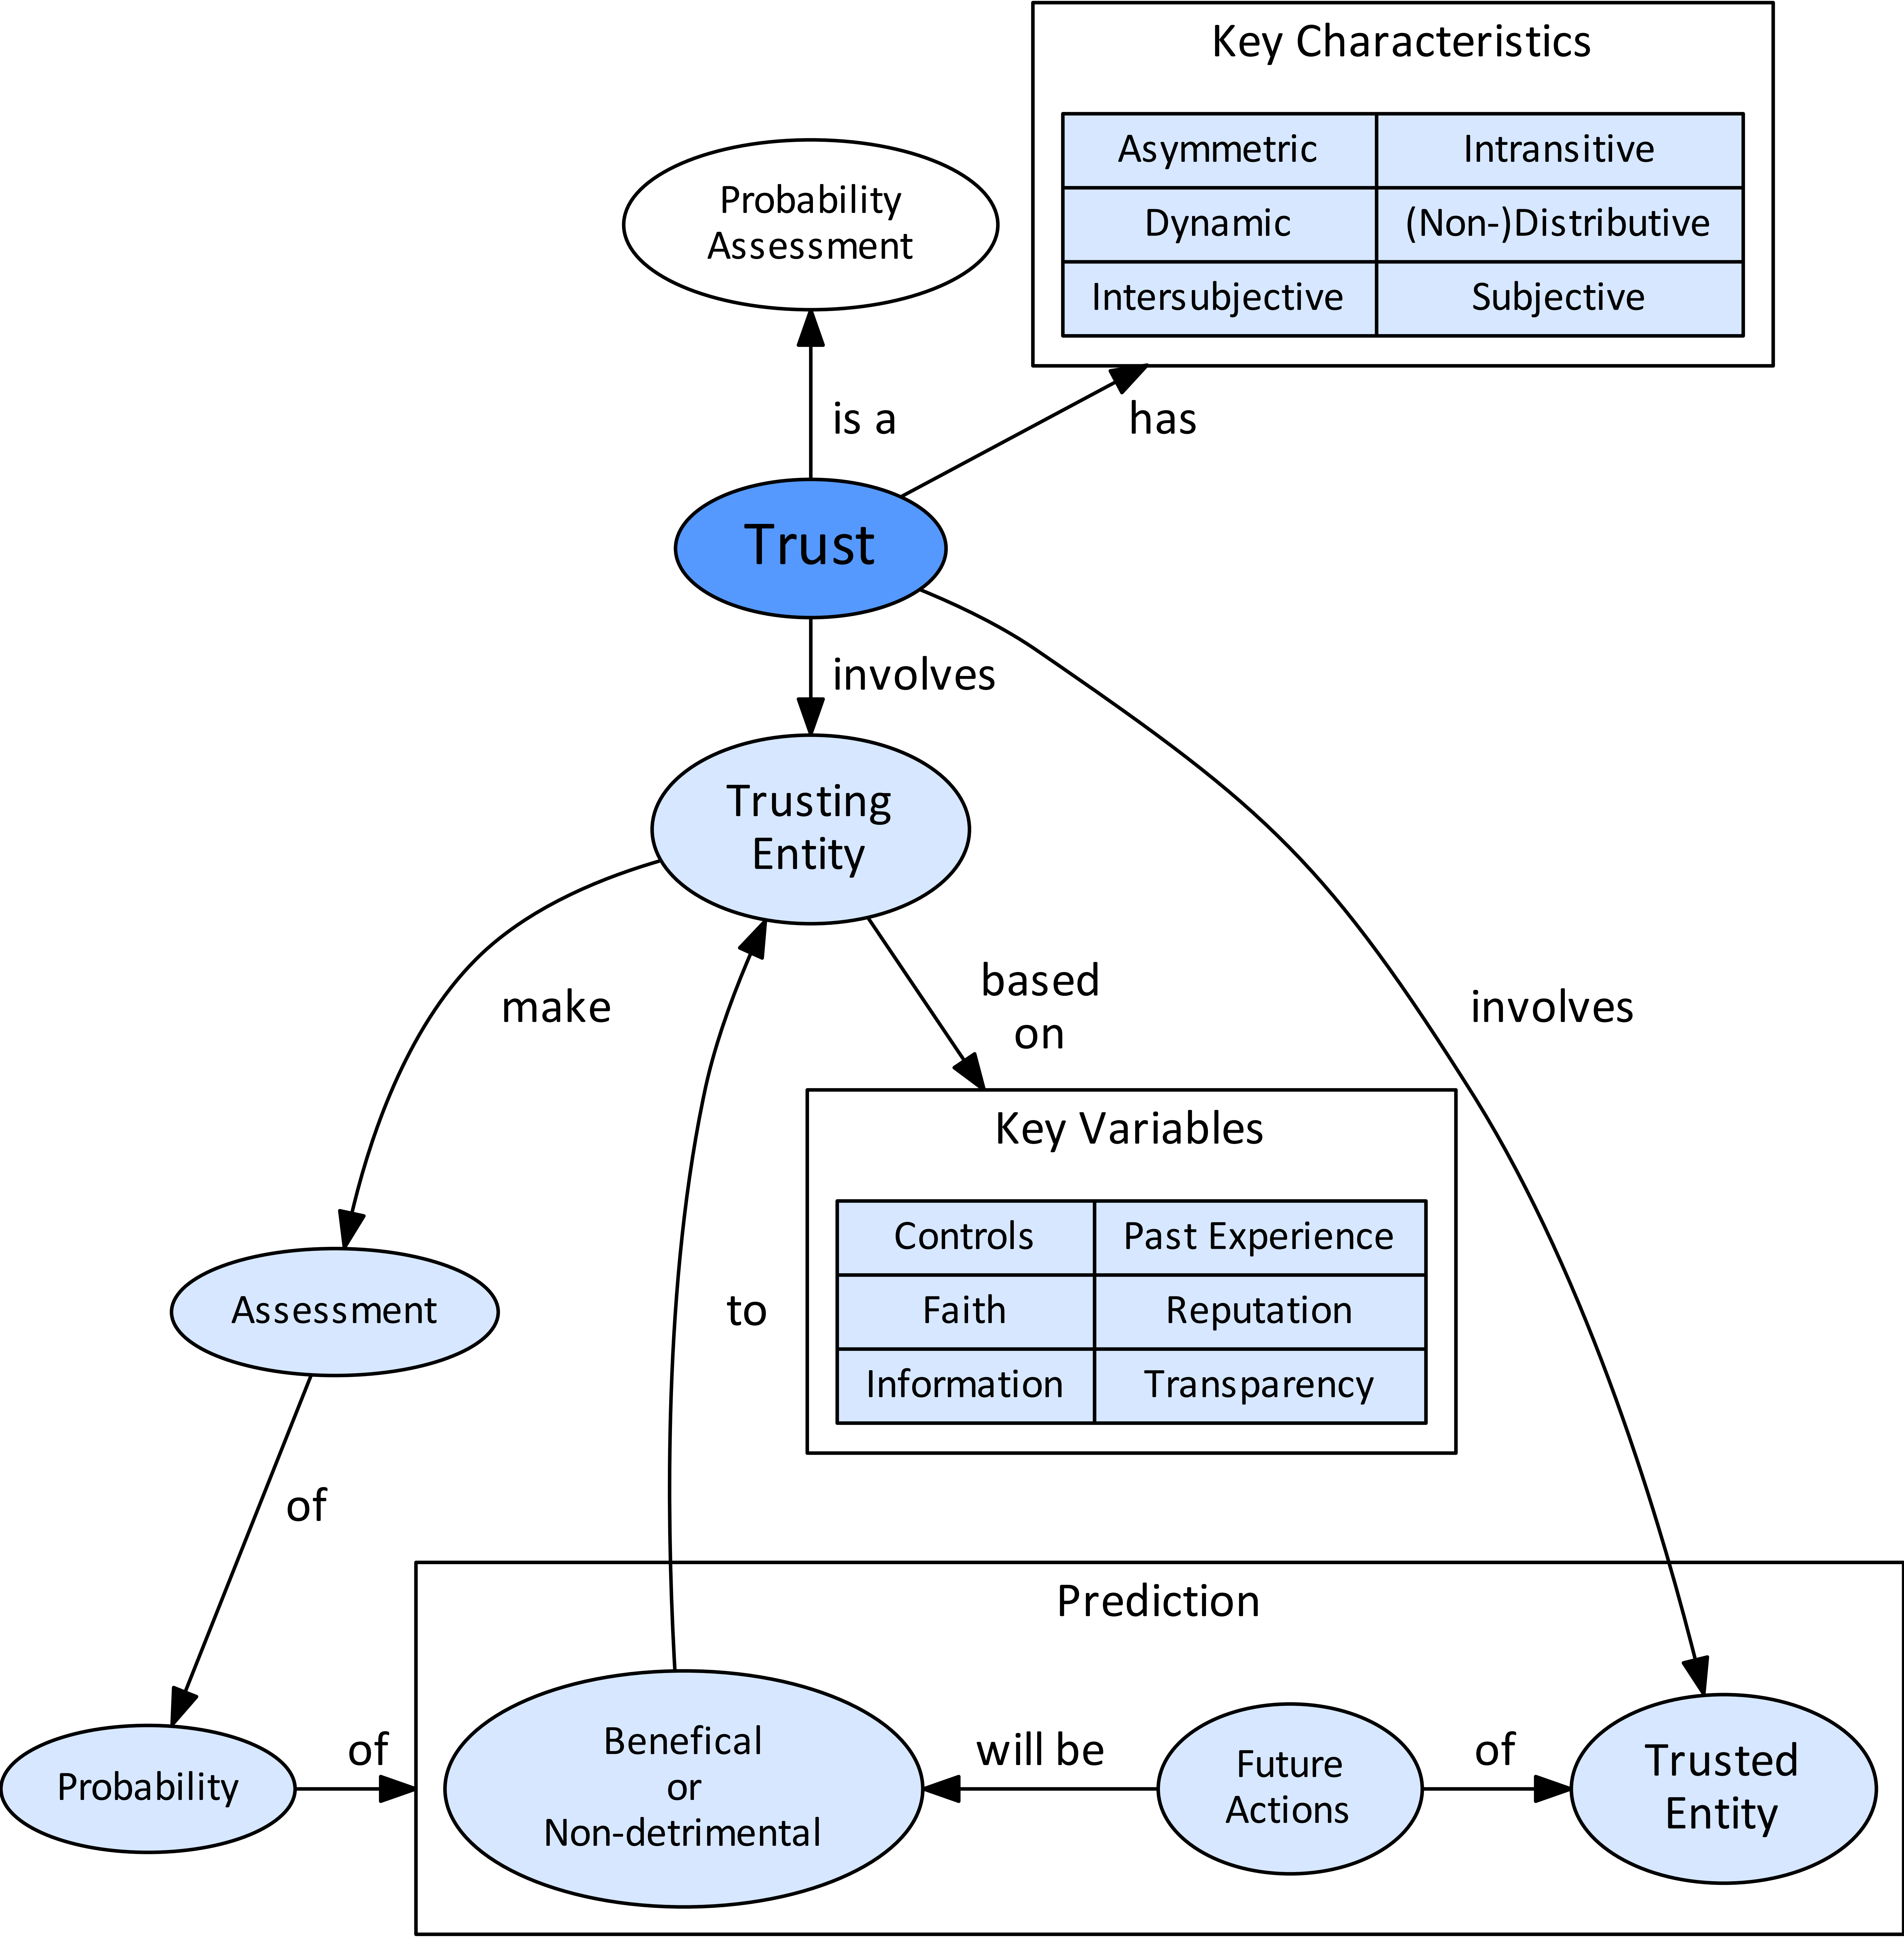 Key Characteristics
Asymmetric
Intransitive
Dynamic
(Non-)Distributive
Intersubjective
Subjective
Probability
Assessment
is a
has
Trust
involves
Trusting
Entity
make
based
on
involves
Key Variables
Controls
Past Experience
Faith
Reputation
Information
Transparency
to
Assessment
of
Prediction
Probability
of
Benefical
or
Non-detrimental
will be
Future
Actions
of
Trusted
Entity